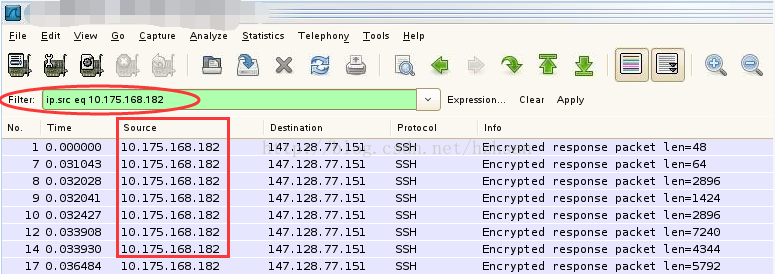 File Edit View Go Capture Analyze Statistics Telephony Tools Help
Filter: ip.src eq 10.175.168.182 Expression... Clear Apply
No. Time Source Destination Protocol Info
1 0.000000 10.175.168.182 147.128.77.151 SSH Encrypted response packet len=48
7 0.031043 10.175.168.182 147.128.77.151 SSH Encrypted response packet len=64
8 0.032028 10.175.168.182 147.128.77.151 SSH Encrypted response packet len=2896
9 0.032041 10.175.168.182 147.128.77.151 SSH Encrypted response packet len=1424
10 0.032427 10.175.168.182 147.128.77.151 SSH Encrypted response packet len=2896
12 0.033908 10.175.168.182 147.128.77.151 SSH Encrypted response packet len=7240
14 0.033930 10.175.168.182 147.128.77.151 SSH Encrypted response packet len=4344
17 0.036484 10.175.168.182 147.128.77.151 SSH Encrypted response packet len=5792